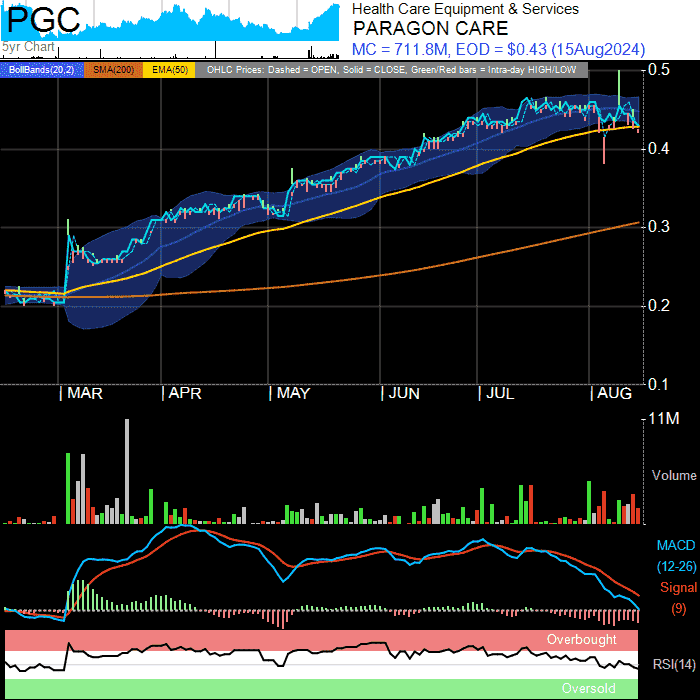 PGC
5yr Chart
Health Care Equipment & Services
PARAGON CARE
MC = 711.8M, EOD = $0.43 (15Aug2024)
BollBands(20,2) SMA(200) EMA(50) OHLC Prices: Dashed = OPEN, Solid = CLOSE, Green/Red bars = Intra-day HIGH/LOW
0.5
0.4
0.3
0.2
0.1
MAR APR MAY JUN JUL AUG
11M
Volume
MACD
(12-26)
Signal
(9)
Overbought
RSI(14)
Oversold